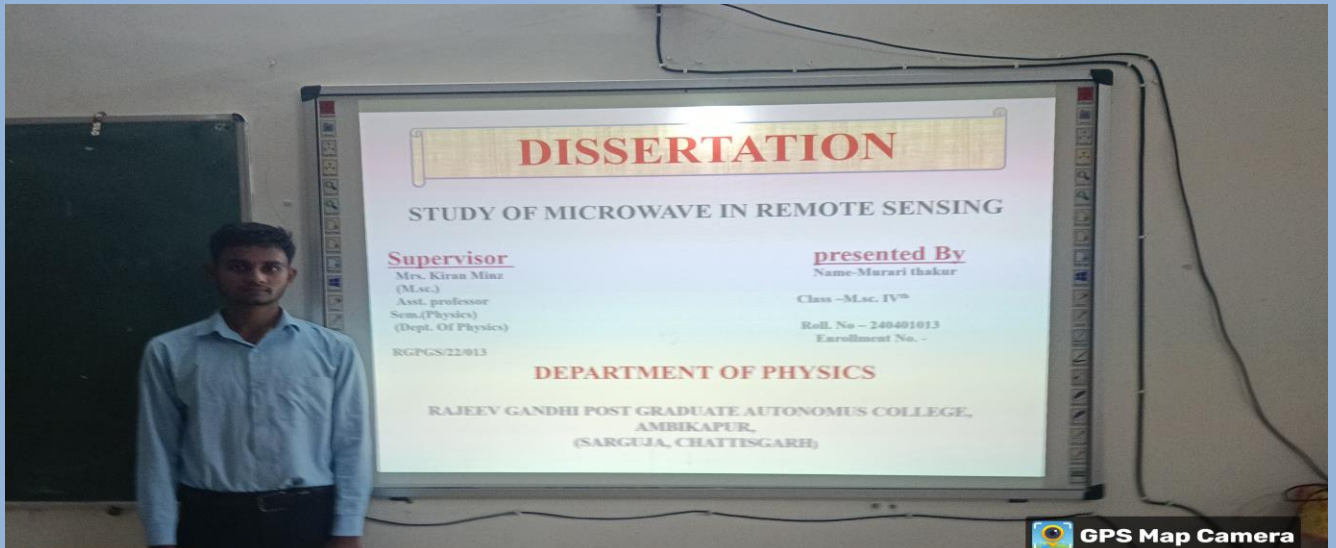 DISSERTATION
STUDY OF MICROWAVE IN REMOTE SENSING
Supervisor
Mrs. Kiran Minz
(M.sc.)
Asst. professor
Sem.(Physics)
(Dept. Of Physics)
RGPGS/22/013
presented By
Name-Murari thakur
Class –M.sc. IVth
Roll. No – 240401013
Enrollment No. -
DEPARTMENT OF PHYSICS
RAJEEV GANDHI POST GRADUATE AUTONOMUS COLLEGE,
AMBIKAPUR,
(SARGUJA, CHATTISGARH)
GPS Map Camera